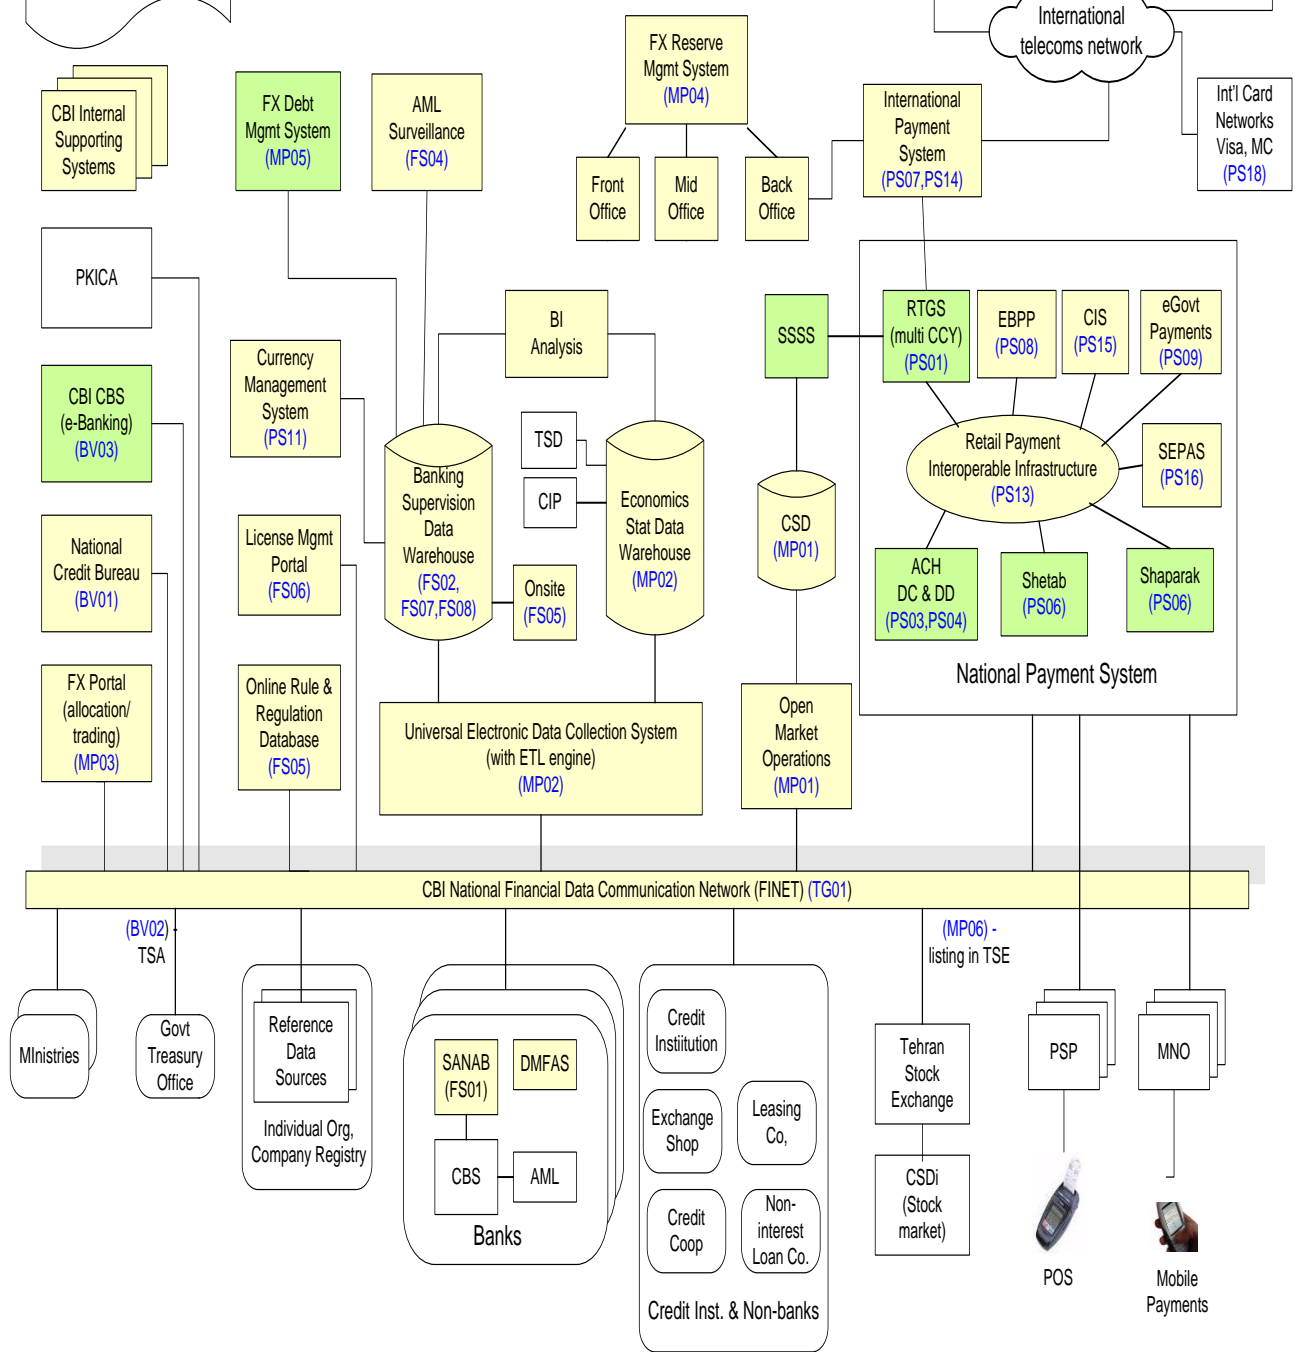 International
telecoms network
FX Reserve
Mgmt System
(MP04)
CBI Internal
Supporting
Systems
FX Debt
Mgmt System
(MP05)
AML
Surveillance
(FS04)
International
Payment
System
(PS07,PS14)
Int'l Card
Networks
Visa, MC
(PS18)
Front
Office
Mid
Office
Back
Office
PKICA
BI
Analysis
SSSS
RTGS
(multi CCY)
(PS01)
EBPP
(PS08)
CIS
(PS15)
eGovt
Payments
(PS09)
Currency
Management
System
(PS11)
CBI CBS
(e-Banking)
(BV03)
TSD
CIP
Retail Payment
Interoperable Infrastructure
(PS13)
SEPAS
(PS16)
Banking
Supervision
Data
Warehouse
(FS02,
FS07,FS08)
Economics
Stat Data
Warehouse
(MP02)
CSD
(MP01)
National
Credit Bureau
(BV01)
License Mgmt
Portal
(FS06)
Onsite
(FS05)
ACH
DC & DD
(PS03,PS04)
Shetab
(PS06)
Shaparak
(PS06)
National Payment System
FX Portal
(allocation/
trading)
(MP03)
Online Rule &
Regulation
Database
(FS05)
Universal Electronic Data Collection System
(with ETL engine)
(MP02)
Open
Market
Operations
(MP01)
CBI National Financial Data Communication Network (FINET) (TG01)
(BV02) -
TSA
(MP06) -
listing in TSE
MInistries
Govt
Treasury
Office
Reference
Data
Sources
Individual Org,
Company Registry
SANAB
(FS01)
DMFAS
CBS
AML
Banks
Credit
Instiitution
Exchange
Shop
Leasing
Co,
Credit
Coop
Non-
interest
Loan Co.
Credit Inst. & Non-banks
Tehran
Stock
Exchange
CSDi
(Stock
market)
PSP
MNO
POS
Mobile
Payments